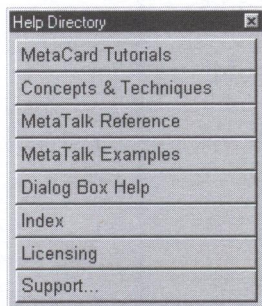 Help Directory
MetaCard Tutorials
Concepts & Techniques
MetaTalk Reference
MetaTalk Examples
Dialog Box Help
Index
Licensing
Support...